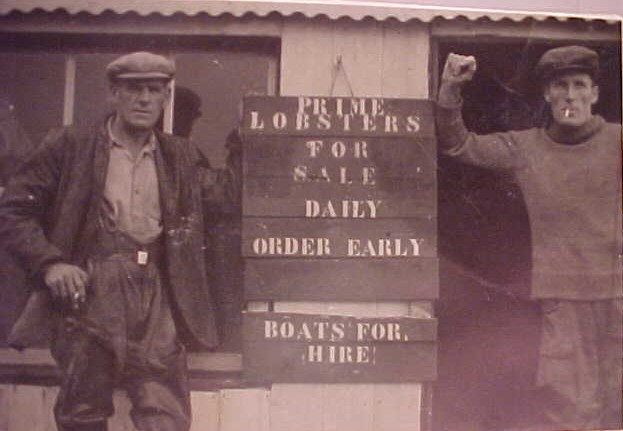 PRIME
LOBSTERS
FOR
SALE
DAILY
ORDER EARLY
BOATS FOR.
HIRE